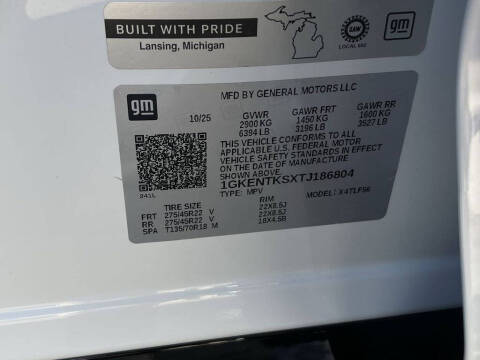 BUILT WITH PRIDE
Lansing, Michigan
UAW
LOCAL 602
gm
gm
MFD BY GENERAL MOTORS LLC
10/25 GVWR GAWR FRT GAWR RR
2900 KG 1450 KG 1600 KG
6394 LB 3196 LB 3527 LB
THIS VEHICLE CONFORMS TO ALL
APPLICABLE U.S. FEDERAL MOTOR
VEHICLE SAFETY STANDARDS IN EFFECT
ON THE DATE OF MANUFACTURE
SHOWN ABOVE.
1GKENTKSXTJ186804
TYPE: MPV MODEL: X4TLF56
841L
TIRE SIZE RIM
FRT 275/45R22 V 22X8.5J
RR 275/45R22 V 22X8.5J
SPA T135/70R18 M 18X4.5B